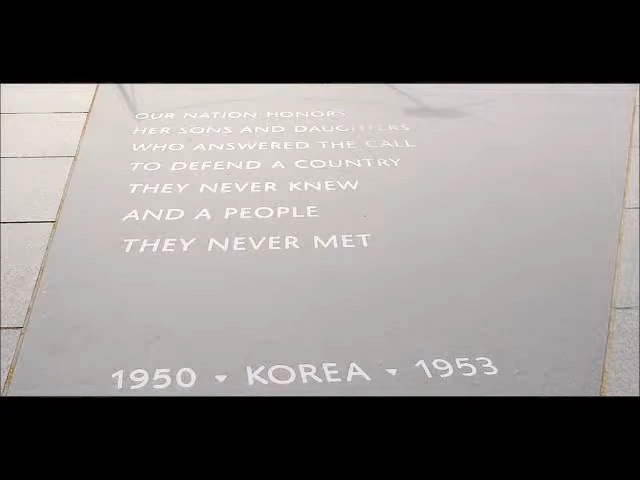 OUR NATION HONORS
HER SONS AND DAUGHTERS
WHO ANSWERED THE CALL
TO DEFEND A COUNTRY
THEY NEVER KNEW
AND A PEOPLE
THEY NEVER MET
1950 ▾ KOREA ▾ 1953